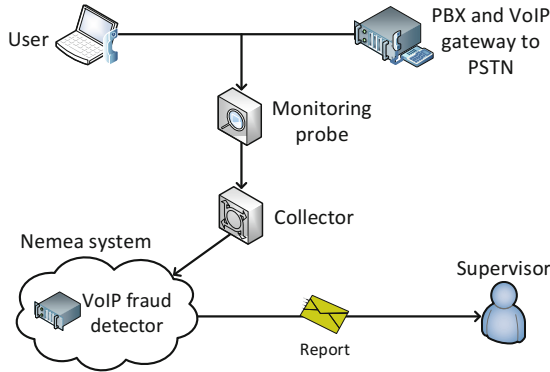 User
PBX and VoIP
gateway to
PSTN
Monitoring
probe
Collector
Nemea system
VoIP fraud
detector
Report
Supervisor